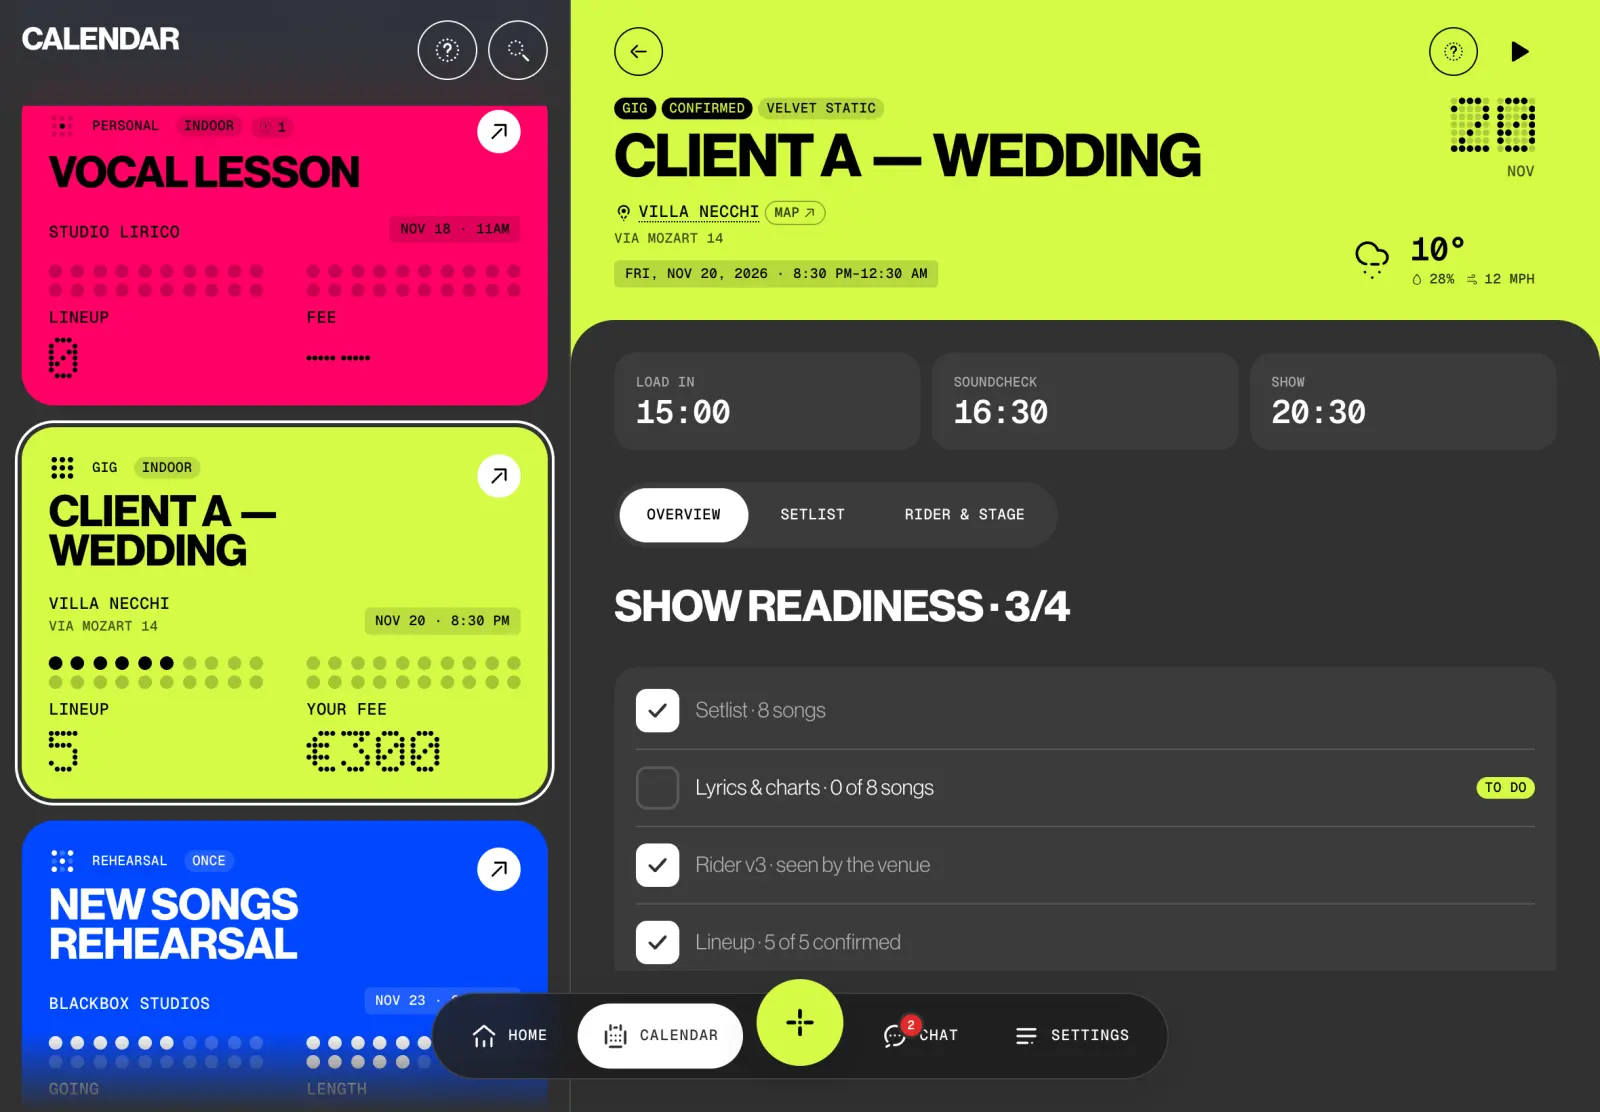 CALENDAR
PERSONAL INDOOR 1
VOCAL LESSON
STUDIO LIRICO
NOV 18 · 11AM
LINEUP
FEE
0
GIG INDOOR
CLIENT A —
WEDDING
VILLA NECCHI
VIA MOZART 14
NOV 20 · 8:30 PM
LINEUP
YOUR FEE
5
€300
REHEARSAL ONCE
NEW SONGS
REHEARSAL
BLACKBOX STUDIOS
NOV 23 ·
GOING
LENGTH
GIG CONFIRMED VELVET STATIC
CLIENT A — WEDDING
VILLA NECCHI MAP
VIA MOZART 14
FRI, NOV 20, 2026 · 8:30 PM–12:30 AM
20
NOV
10°
28% 12 MPH
LOAD IN
15:00
SOUNDCHECK
16:30
SHOW
20:30
OVERVIEW SETLIST RIDER & STAGE
SHOW READINESS · 3/4
Setlist · 8 songs
Lyrics & charts · 0 of 8 songs TO DO
Rider v3 · seen by the venue
Lineup · 5 of 5 confirmed
HOME CALENDAR 2 CHAT SETTINGS